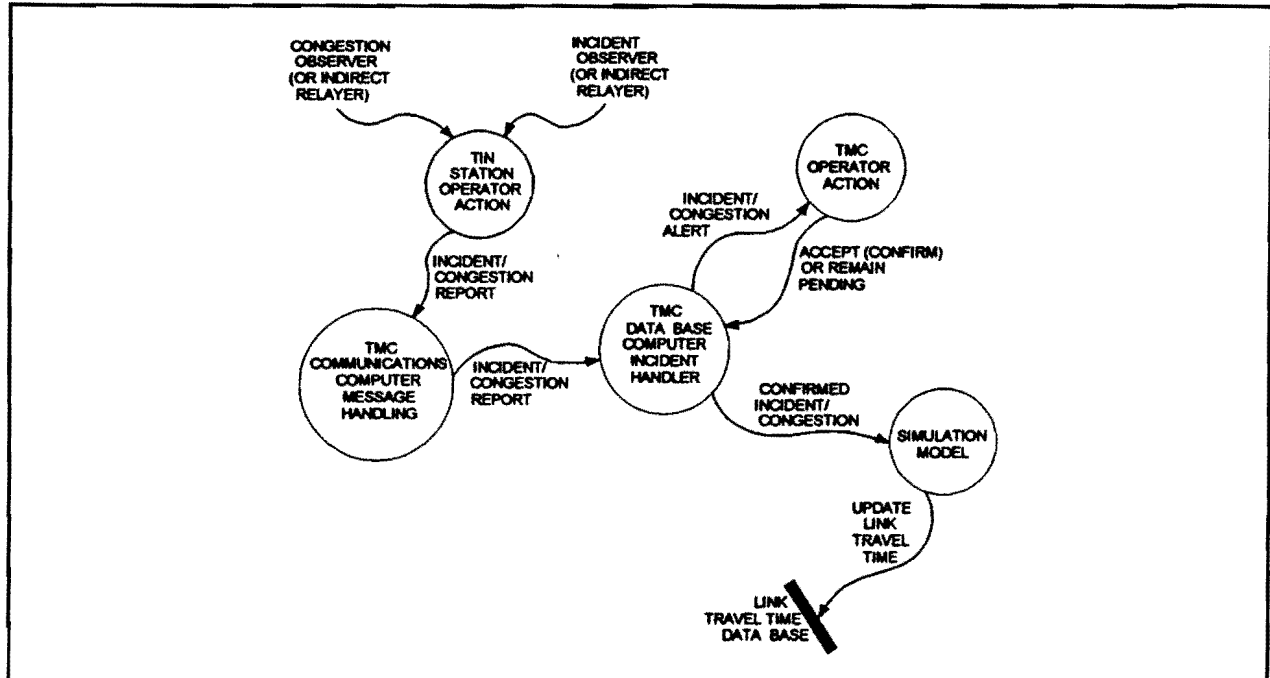 CONGESTION
OBSERVER
(OR INDIRECT
RELAYER)
INCIDENT
OBSERVER
(OR INDIRECT
RELAYER)
TIN
STATION
OPERATOR
ACTION
TMC
OPERATOR
ACTION
INCIDENT/
CONGESTION
ALERT
ACCEPT (CONFIRM)
OR REMAIN
PENDING
INCIDENT/
CONGESTION
REPORT
TMC
COMMUNICATIONS
COMPUTER
MESSAGE
HANDLING
INCIDENT/
CONGESTION
REPORT
TMC
DATA BASE
COMPUTER
INCIDENT
HANDLER
CONFIRMED
INCIDENT/
CONGESTION
SIMULATION
MODEL
UPDATE
LINK
TRAVEL
TIME
LINK
TRAVEL TIME
DATA BASE